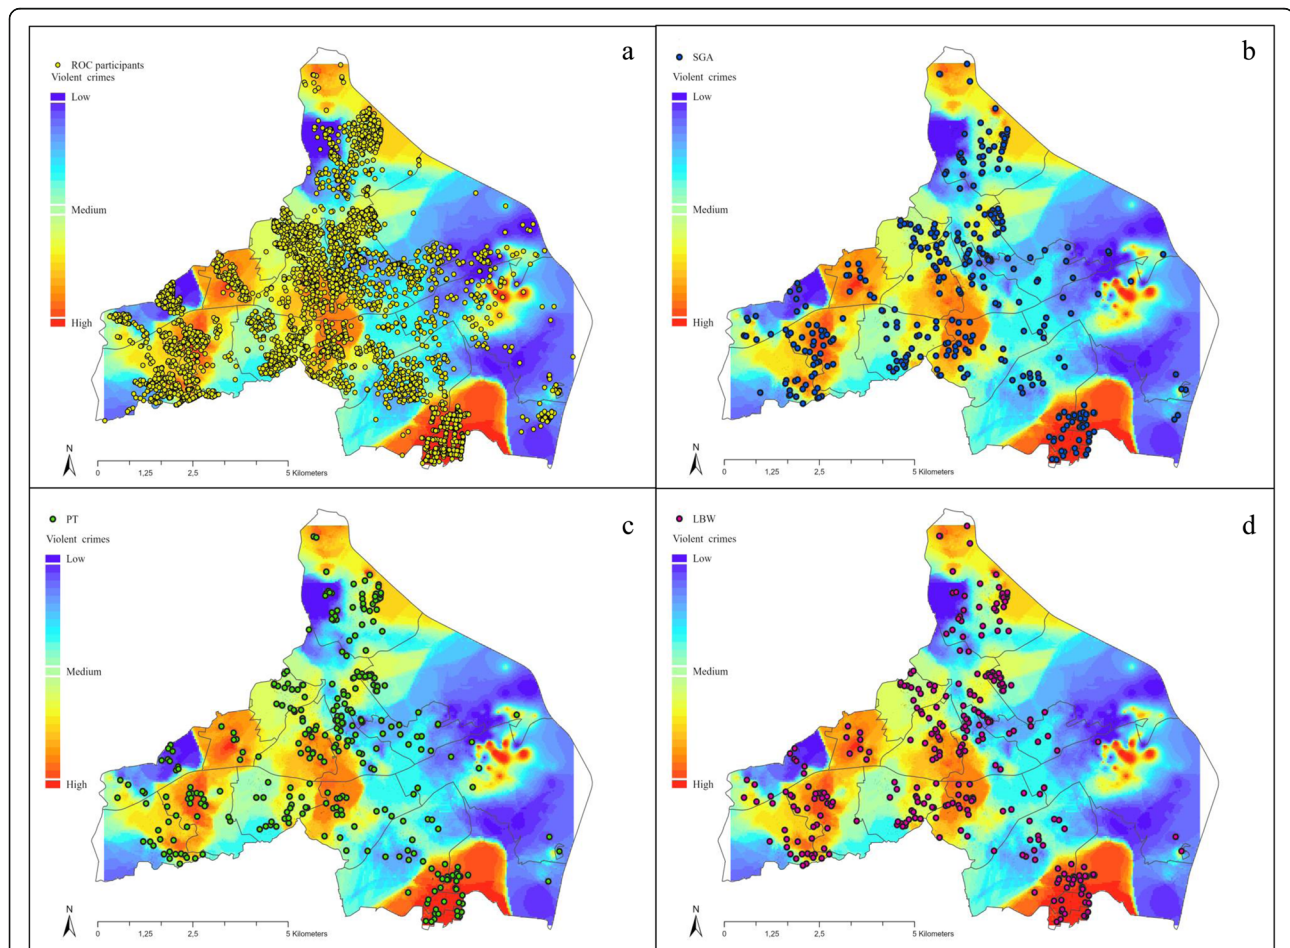 a
ROC participants
Violent crimes
Low
Medium
High
N
0 1,25 2,5 5 Kilometers
b
SGA
Violent crimes
Low
Medium
High
N
0 1,25 2,5 5 Kilometers
c
PT
Violent crimes
Low
Medium
High
N
0 1,25 2,5 5 Kilometers
d
LBW
Violent crimes
Low
Medium
High
N
0 1,25 2,5 5 Kilometers